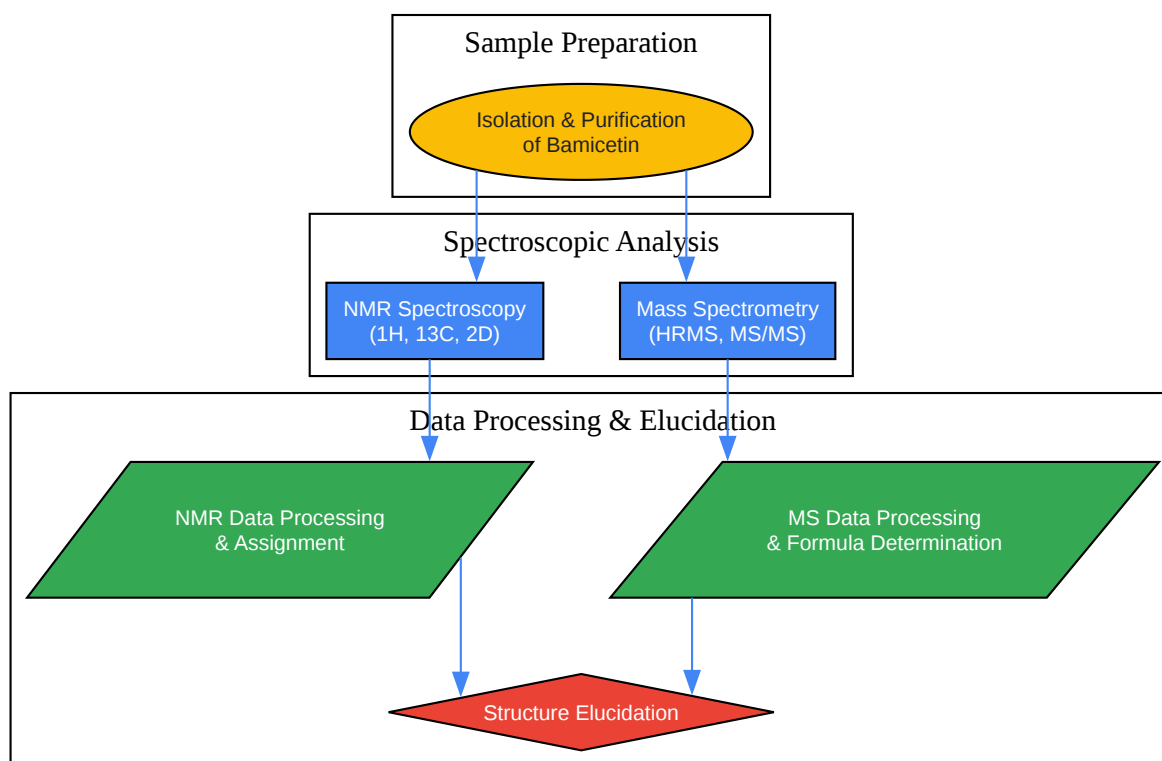 Sample Preparation
Isolation & Purification
of Bamicetin
Spectroscopic Analysis
NMR Spectroscopy
(1H, 13C, 2D)
Mass Spectrometry
(HRMS, MS/MS)
Data Processing & Elucidation
NMR Data Processing
& Assignment
MS Data Processing
& Formula Determination
Structure Elucidation